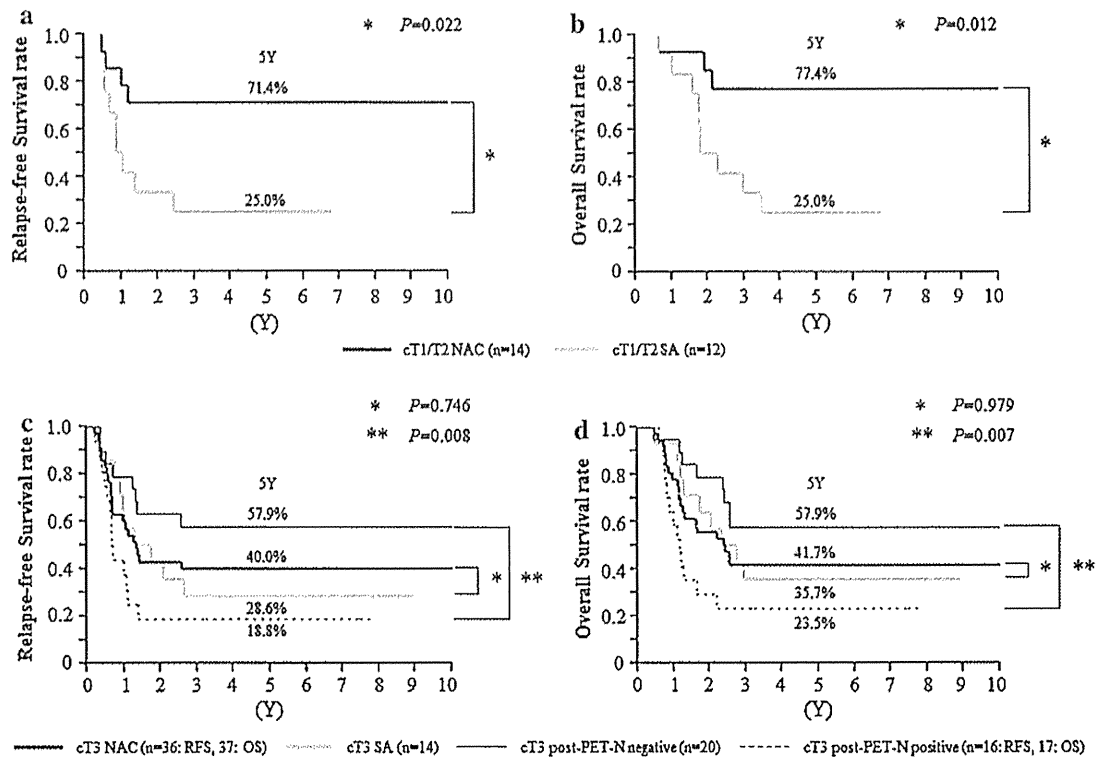 a
* P=0.022
Relapse-free Survival rate
1.0
0.8
0.6
0.4
0.2
0
5Y
71.4%
25.0%
*
0 1 2 3 4 5 6 7 8 9 10
(Y)
b
* P=0.012
Overall Survival rate
1.0
0.8
0.6
0.4
0.2
0
5Y
77.4%
25.0%
*
0 1 2 3 4 5 6 7 8 9 10
(Y)
cT1/T2 NAC (n=14) cT1/T2 SA (n=12)
c
* P=0.746
** P=0.008
Relapse-free Survival rate
1.0
0.8
0.6
0.4
0.2
0
5Y
57.9%
40.0%
28.6%
18.8%
* **
0 1 2 3 4 5 6 7 8 9 10
(Y)
d
* P=0.979
** P=0.007
Overall Survival rate
1.0
0.8
0.6
0.4
0.2
0
5Y
57.9%
41.7%
35.7%
23.5%
* **
0 1 2 3 4 5 6 7 8 9 10
(Y)
cT3 NAC (n=36: RFS, 37: OS) cT3 SA (n=14) cT3 post-PET-N negative (n=20) cT3 post-PET-N positive (n=16: RFS, 17: OS)